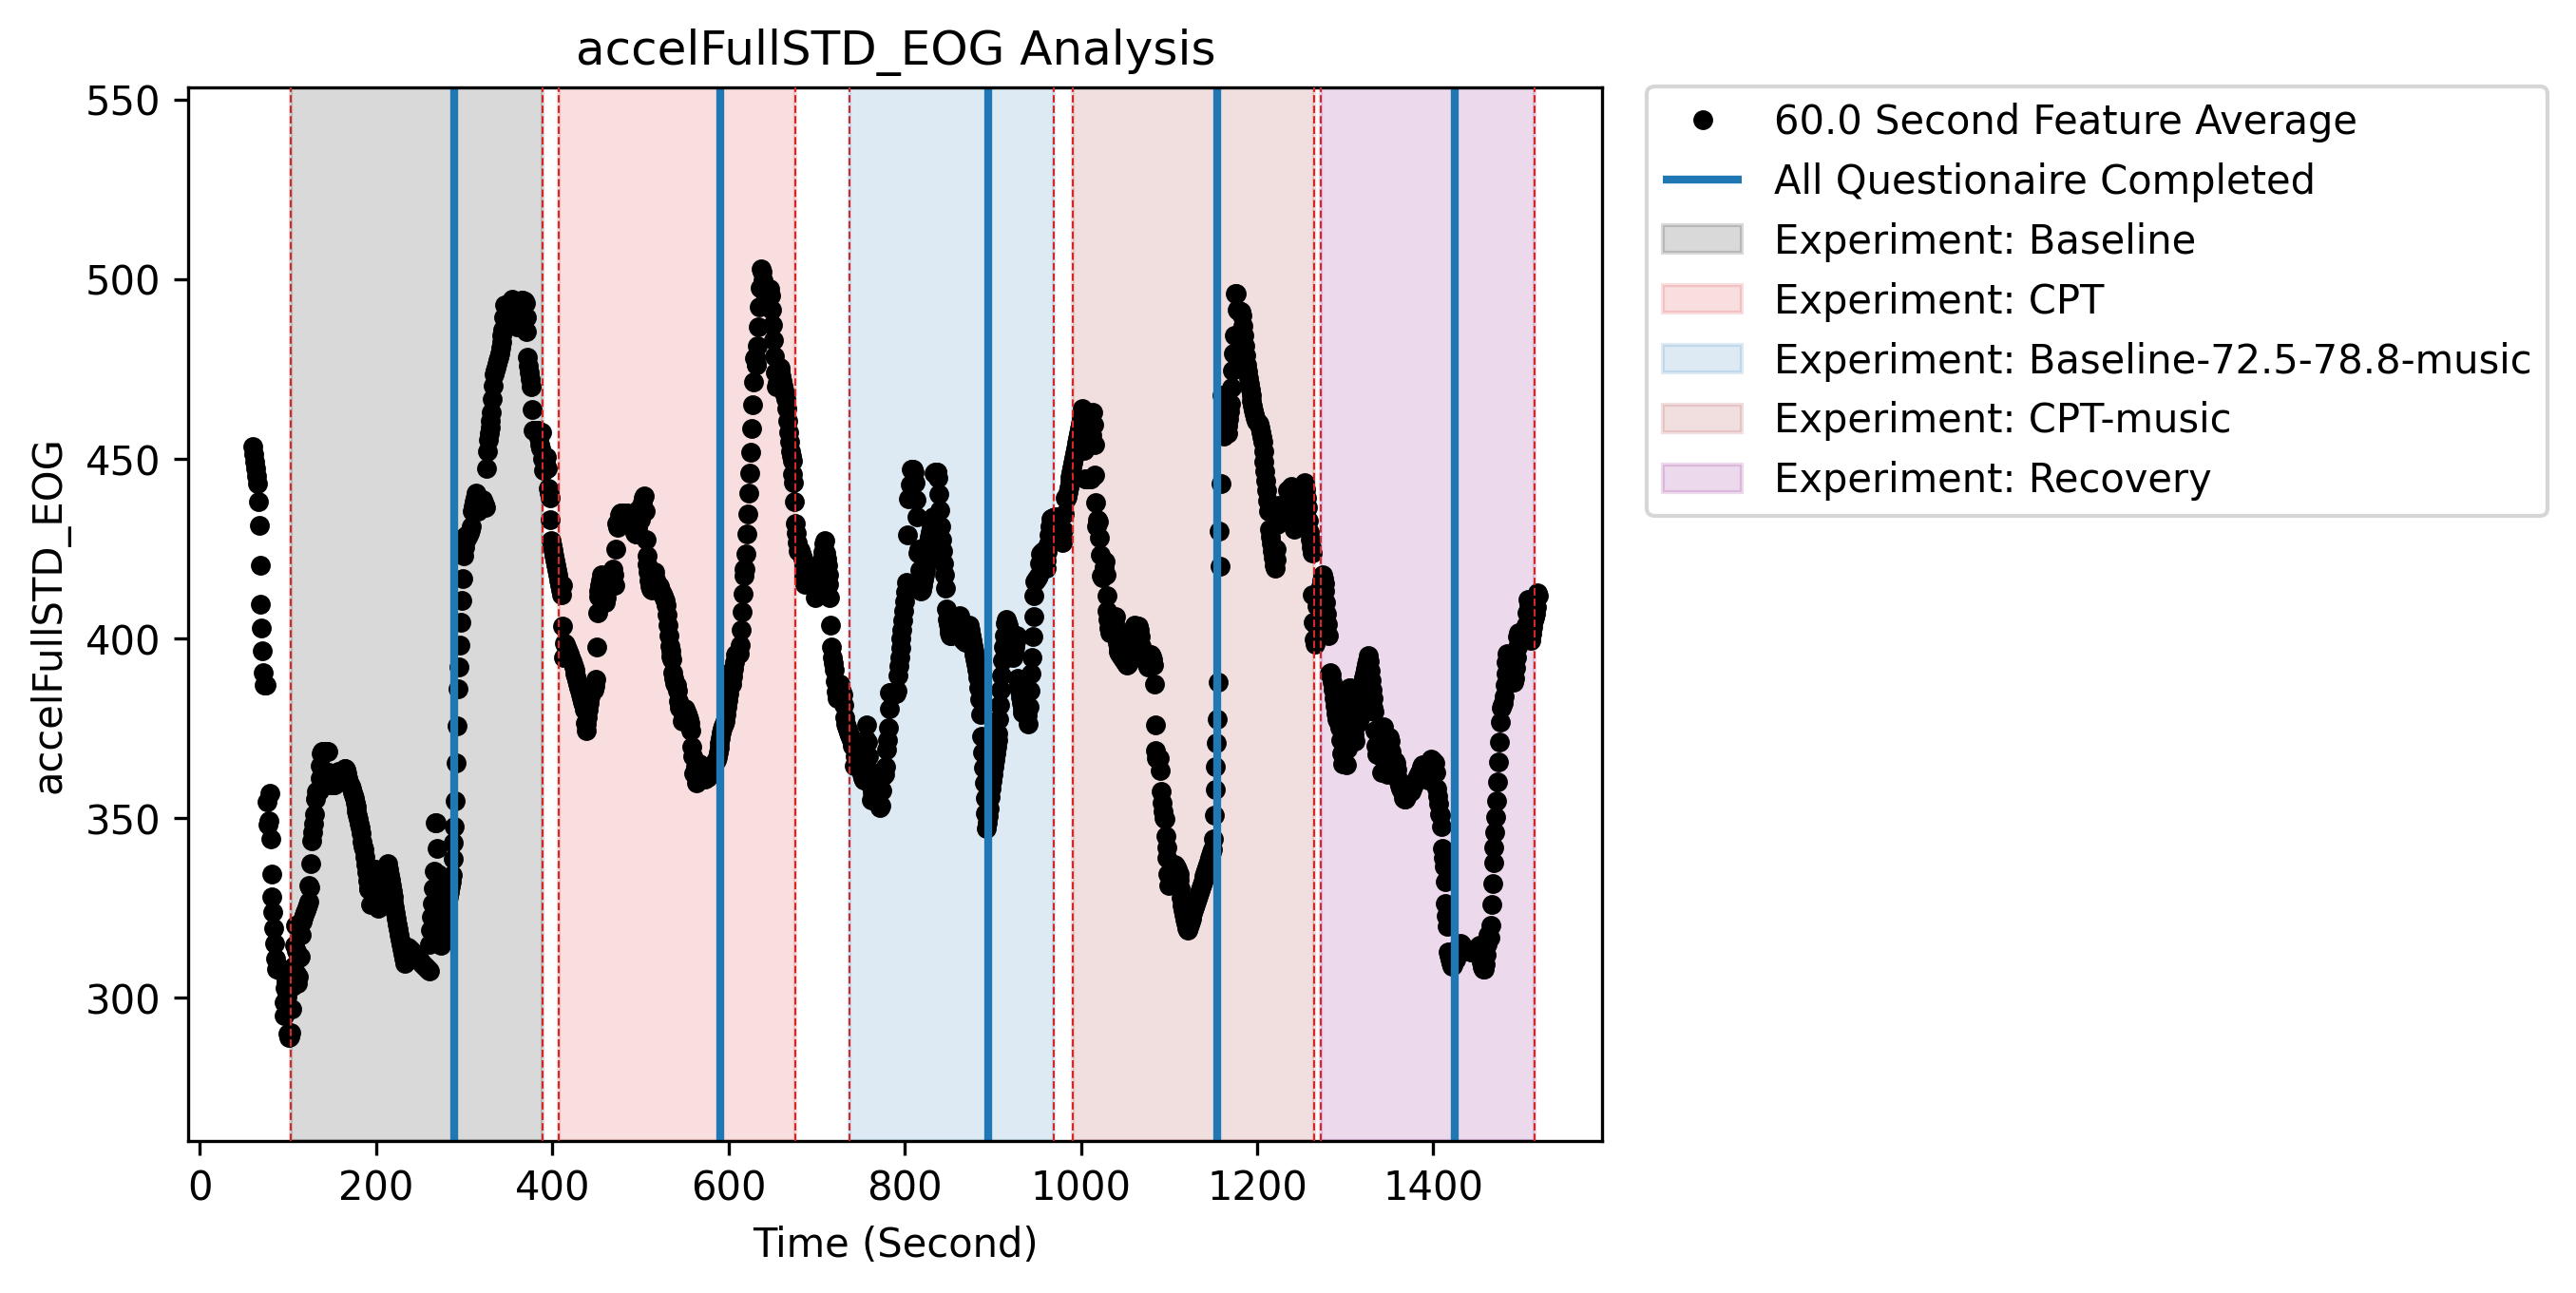 accelFullSTD_EOG Analysis
accelFullSTD_EOG
550
500
450
400
350
300
0 200 400 600 800 1000 1200 1400
Time (Second)
60.0 Second Feature Average
All Questionaire Completed
Experiment: Baseline
Experiment: CPT
Experiment: Baseline-72.5-78.8-music
Experiment: CPT-music
Experiment: Recovery